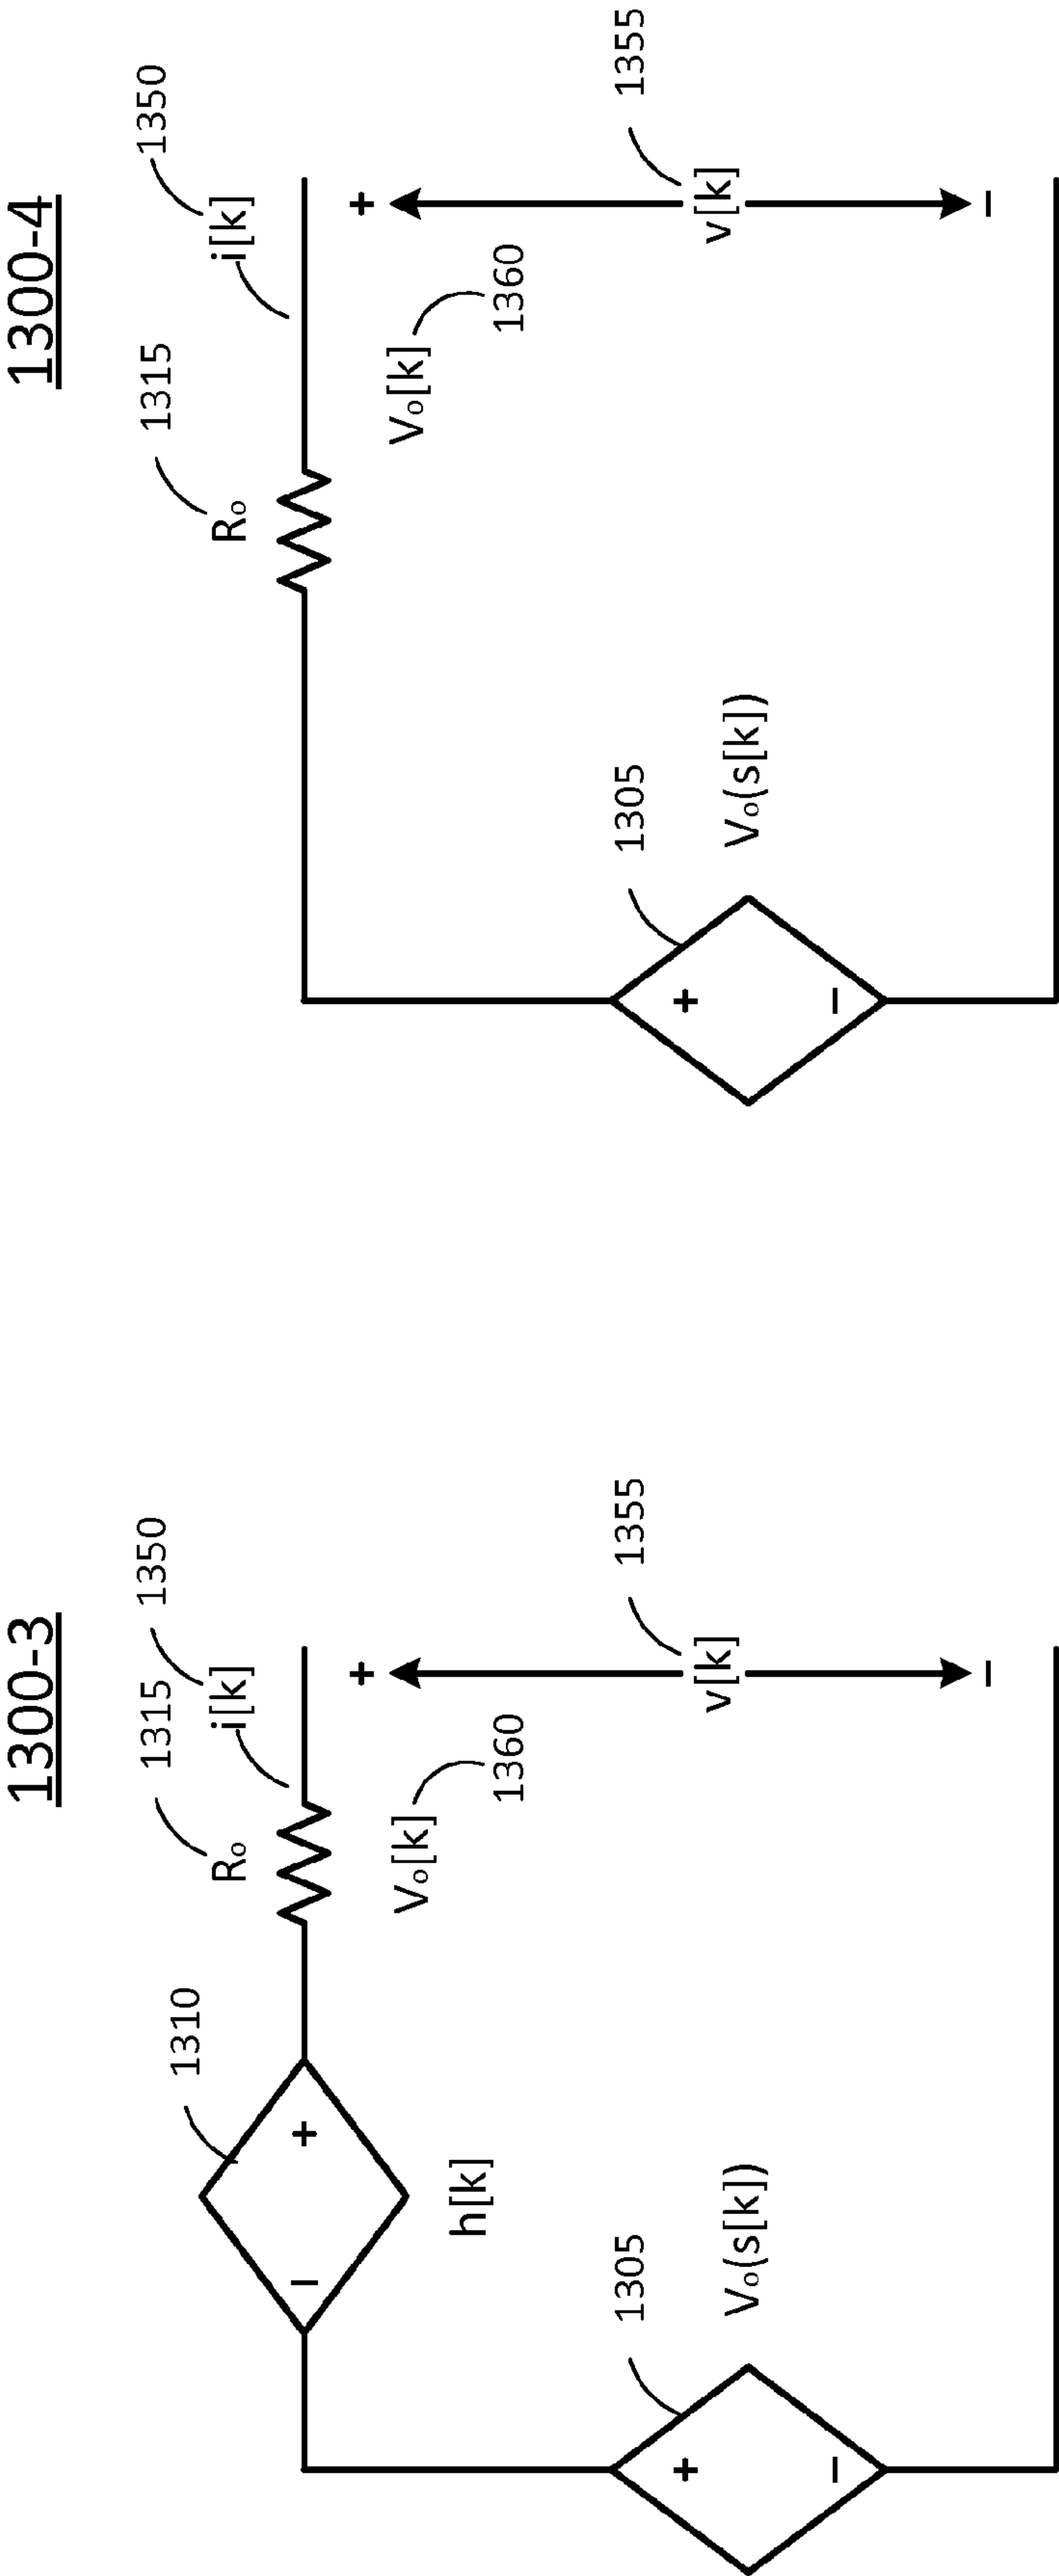 1300-3
1350
1315
i[k]
Rₒ
1310
+
+
−
Vₒ[k]
1360
h[k]
1355
v[k]
1305
Vₒ(s[k])
+
−
−
1300-4
1350
i[k]
1315
Rₒ
+
Vₒ[k]
1360
1355
v[k]
1305
Vₒ(s[k])
+
−
−